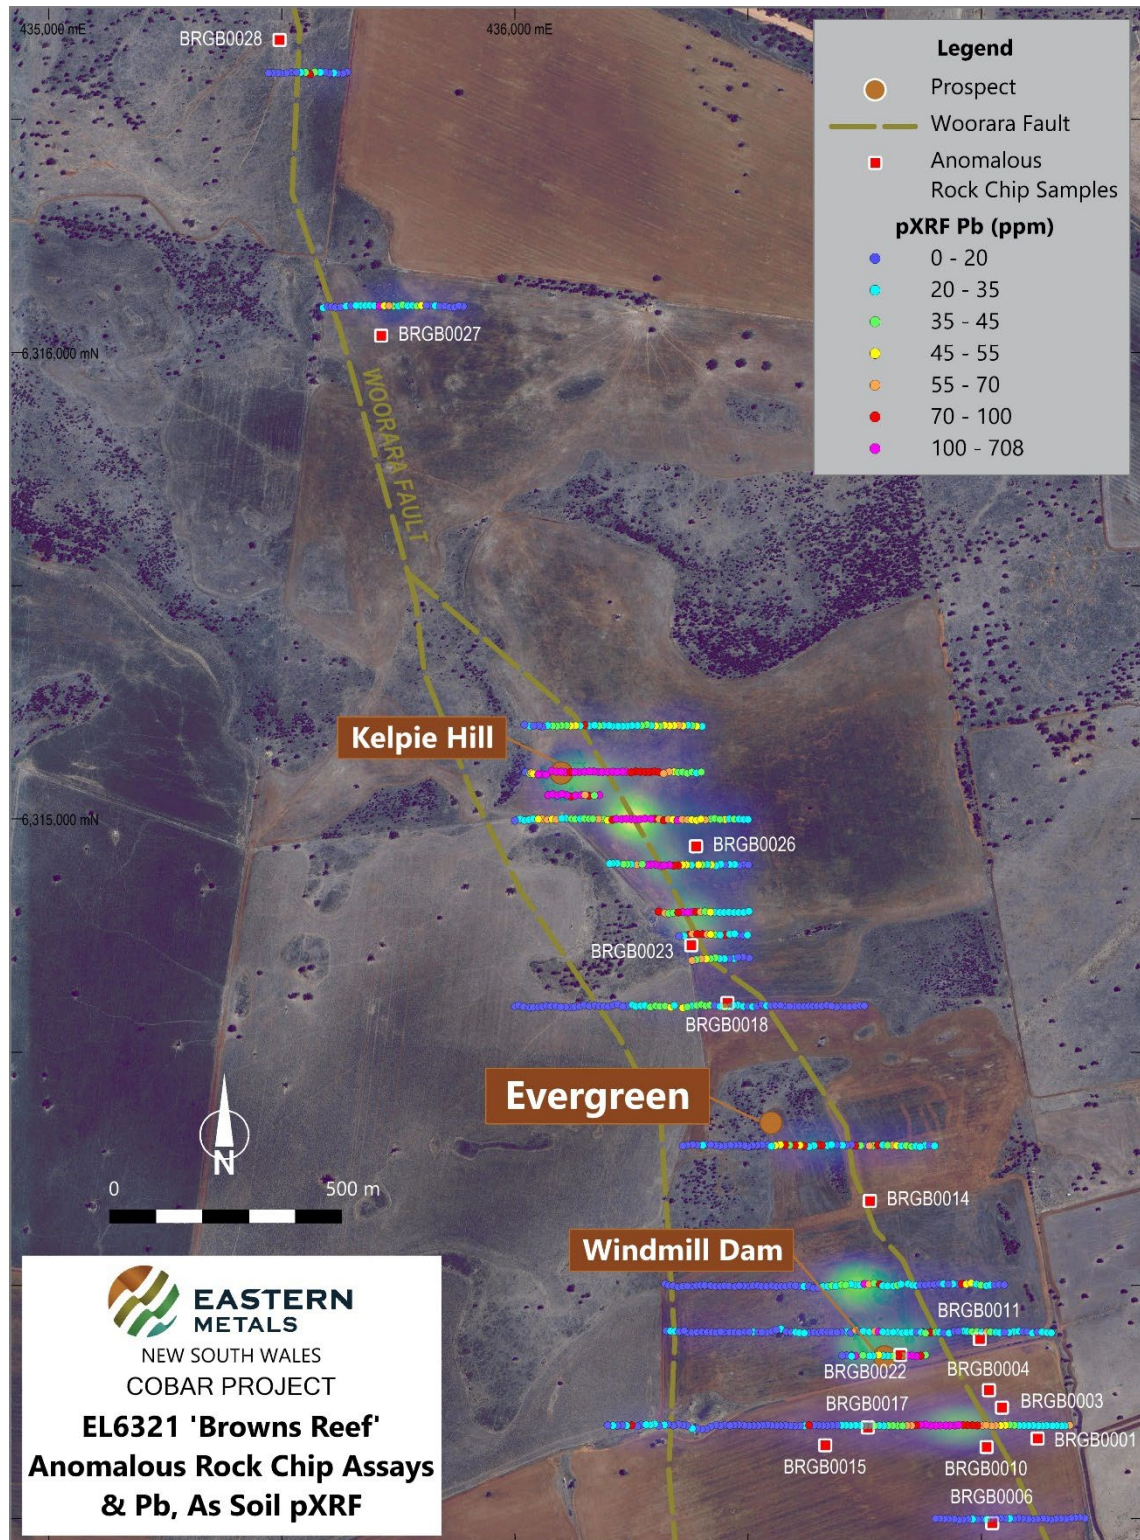 435,000 mE
436,000 mE
BRGB0028
Legend
Prospect
Woorara Fault
Anomalous
Rock Chip Samples
pXRF Pb (ppm)
0 - 20
20 - 35
35 - 45
45 - 55
55 - 70
70 - 100
100 - 708
BRGB0027
6,316,000 mN
WOORARA FAULT
Kelpie Hill
6,315,000 mN
BRGB0026
BRGB0023
BRGB0018
Evergreen
N
0 500 m
BRGB0014
Windmill Dam
BRGB0011
BRGB0022
BRGB0004
BRGB0003
BRGB0017
BRGB0001
BRGB0015
BRGB0010
BRGB0006
EASTERN
METALS
NEW SOUTH WALES
COBAR PROJECT
EL6321 'Browns Reef'
Anomalous Rock Chip Assays
& Pb, As Soil pXRF